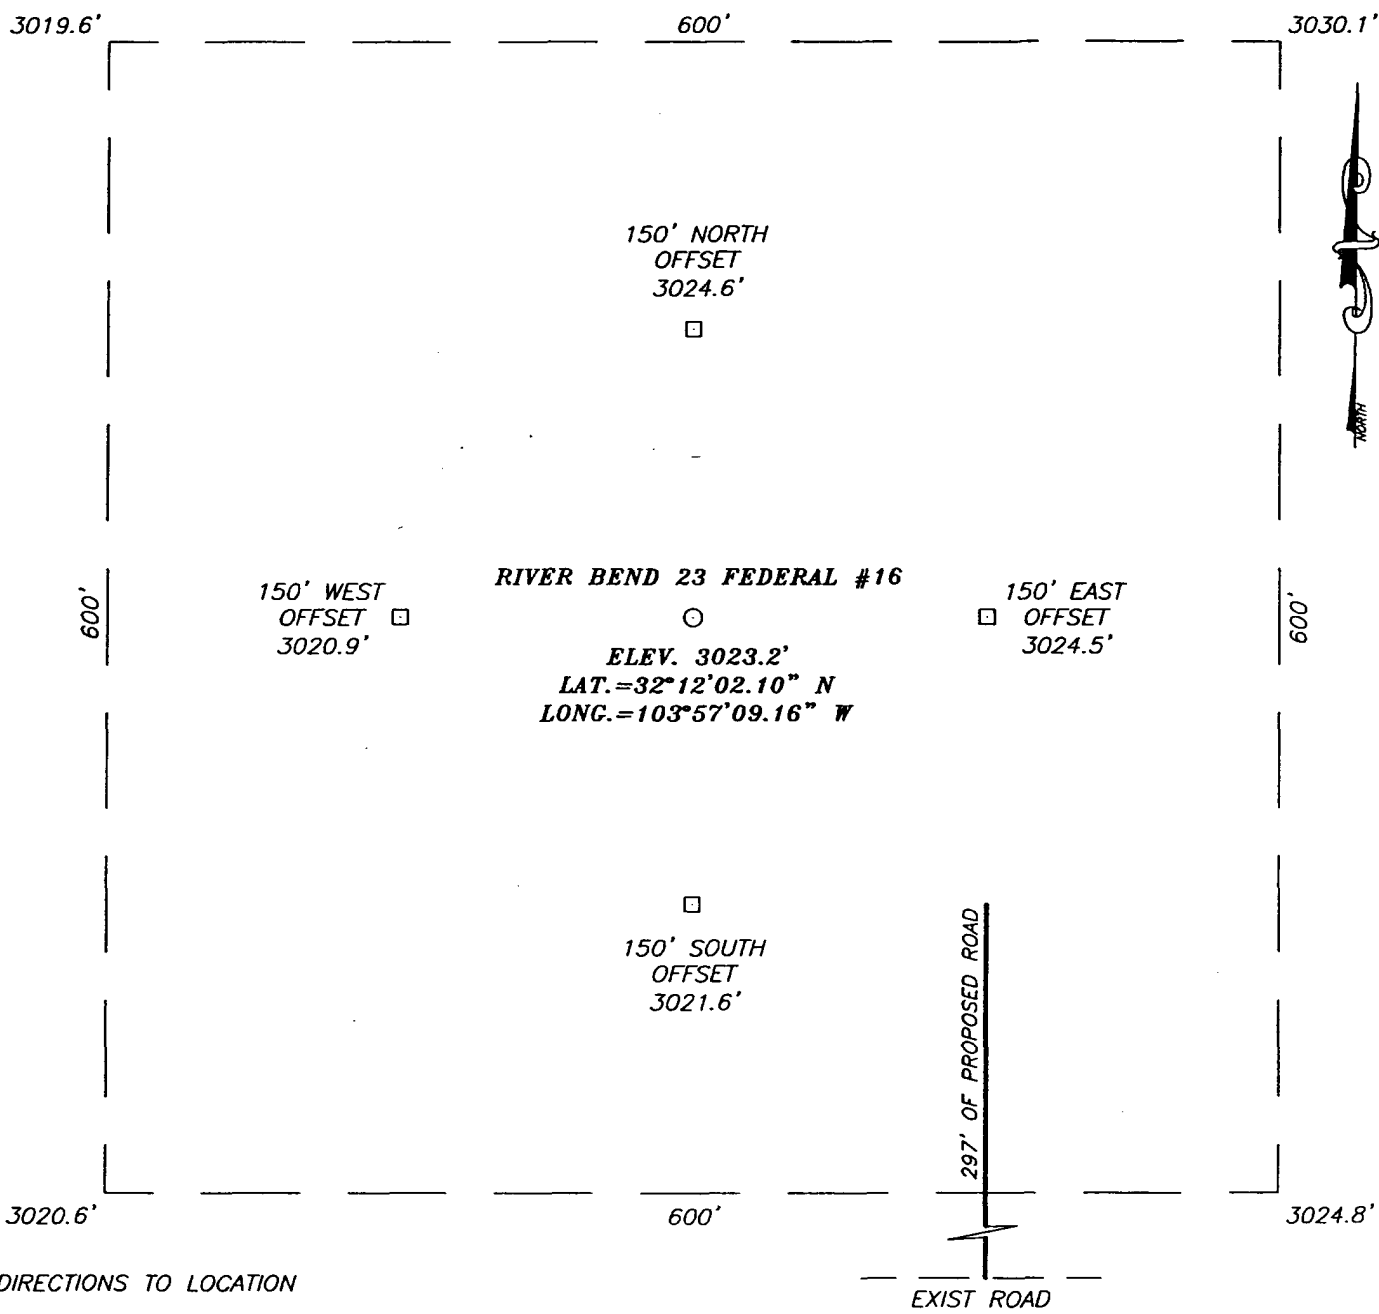 3019.6'
600'
3030.1'
150' NORTH
OFFSET
3024.6'
NORTH
600'
150' WEST
OFFSET
3020.9'
RIVER BEND 23 FEDERAL #16
ELEV. 3023.2'
LAT.=32°12'02.10" N
LONG.=103°57'09.16" W
150' EAST
OFFSET
3024.5'
600'
150' SOUTH
OFFSET
3021.6'
297' OF PROPOSED ROAD
3020.6'
600'
3024.8'
DIRECTIONS TO LOCATION
EXIST ROAD